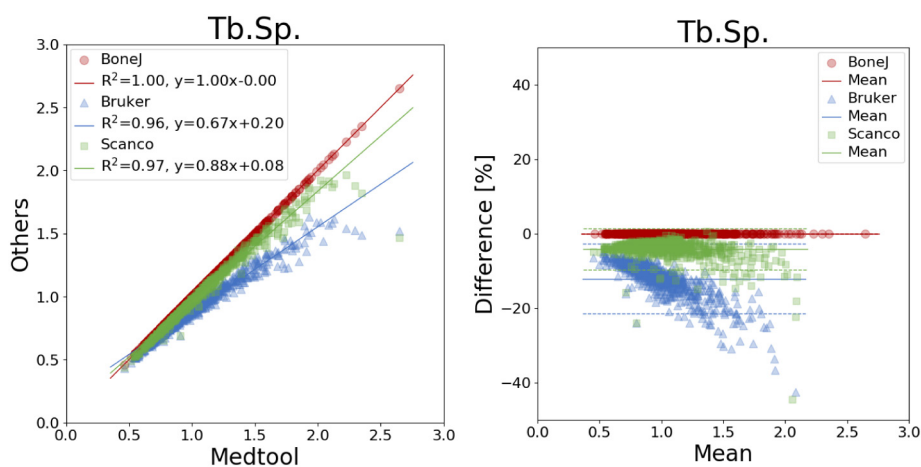 Tb.Sp.
3.0
2.5
2.0
1.5
1.0
0.5
0.0
0.0 0.5 1.0 1.5 2.0 2.5 3.0
Others
Medtool
BoneJ
R²=1.00, y=1.00x-0.00
Bruker
R²=0.96, y=0.67x+0.20
Scanco
R²=0.97, y=0.88x+0.08
Tb.Sp.
40
20
0
−20
−40
0.0 0.5 1.0 1.5 2.0 2.5 3.0
Difference [%]
Mean
BoneJ
Mean
Bruker
Mean
Scanco
Mean